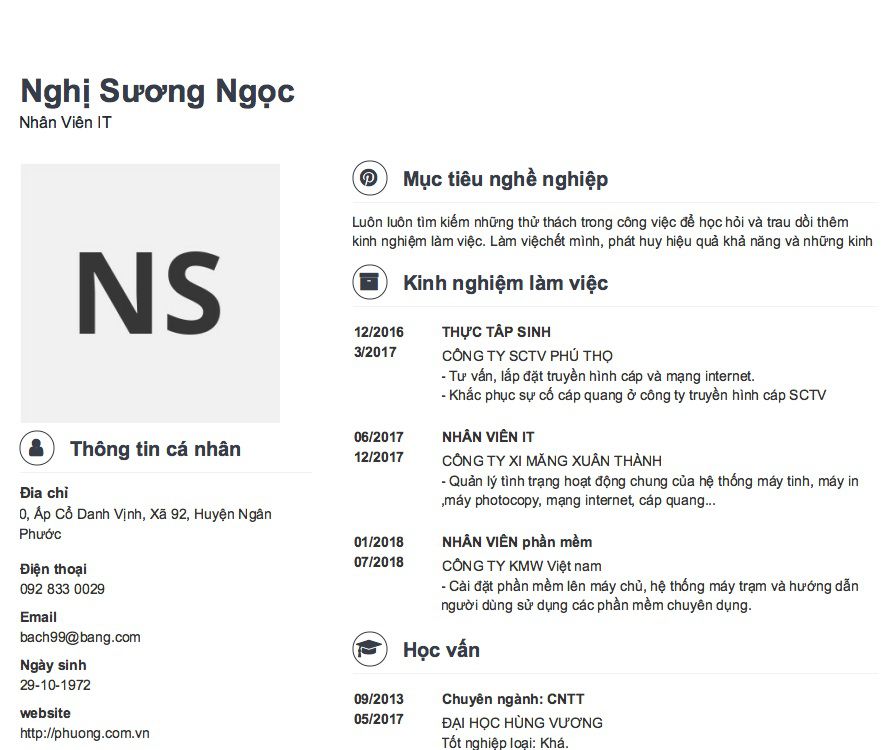 Nghị Sương Ngọc
Nhân Viên IT
NS
Thông tin cá nhân
Đia chỉ
0, Ấp Cổ Danh Vịnh, Xã 92, Huyện Ngân
Phước
Điện thoại
092 833 0029
Email
bach99@bang.com
Ngày sinh
29-10-1972
website
http://phuong.com.vn
Mục tiêu nghề nghiệp
Luôn luôn tìm kiếm những thử thách trong công việc để học hỏi và trau dồi thêm
kinh nghiệm làm việc. Làm việchết mình, phát huy hiệu quả khả năng và những kinh
Kinh nghiệm làm việc
12/2016 THỰC TÂP SINH
3/2017 CÔNG TY SCTV PHÚ THỌ
- Tư vấn, lắp đặt truyền hình cáp và mạng internet.
- Khắc phục sự cố cáp quang ở công ty truyền hình cáp SCTV
06/2017 NHÂN VIÊN IT
12/2017 CÔNG TY XI MĂNG XUÂN THÀNH
- Quản lý tình trạng hoạt động chung của hệ thống máy tinh, máy in
,máy photocopy, mạng internet, cáp quang...
01/2018 NHÂN VIÊN phần mềm
07/2018 CÔNG TY KMW Việt nam
- Cài đặt phần mềm lên máy chủ, hệ thống máy trạm và hướng dẫn
người dùng sử dụng các phần mềm chuyên dụng.
Học vấn
09/2013 Chuyên ngành: CNTT
05/2017 ĐẠI HỌC HÙNG VƯƠNG
Tốt nghiệp loại: Khá.